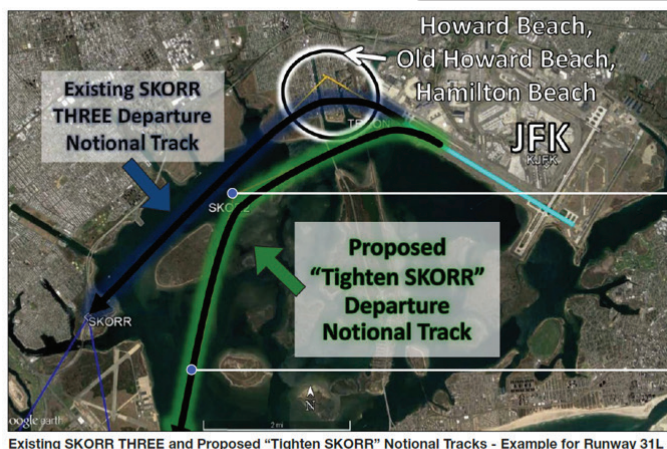 Howard Beach,
Old Howard Beach,
Hamilton Beach
Existing SKORR
THREE Departure
Notional Track
JFK
KJFK
Proposed
“Tighten SKORR”
Departure
Notional Track
SKORR
2 mi
N
oogle earth
Existing SKORR THREE and Proposed “Tighten SKORR” Notional Tracks - Example for Runway 31L